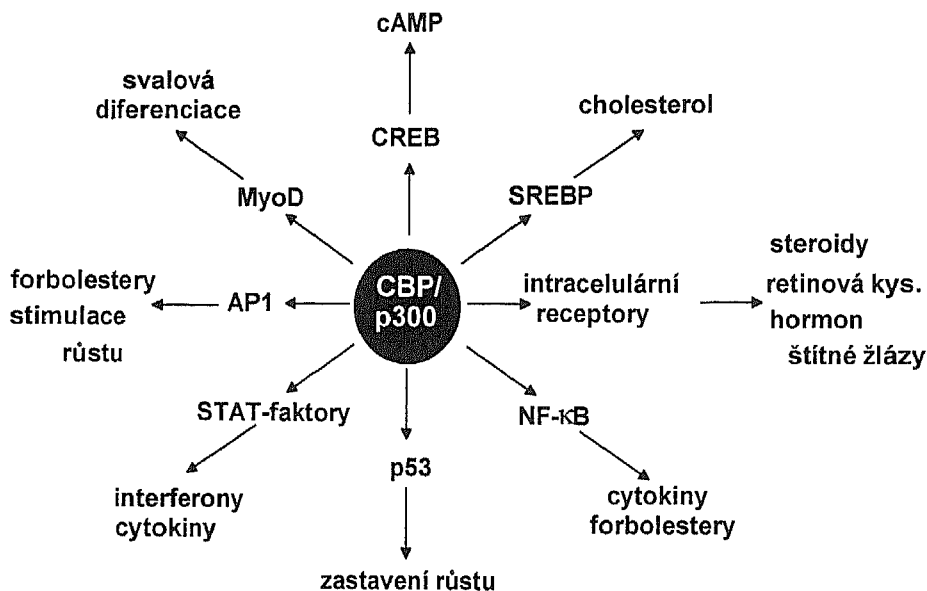 cAMP
svalová
diferenciace
cholesterol
CREB
MyoD
SREBP
steroidy
forbolestery
stimulace
růstu
AP1
CBP/
p300
intracelulární
receptory
retinová kys.
hormon
štítné žlázy
STAT-faktory
NF-κB
p53
interferony
cytokiny
cytokiny
forbolestery
zastavení růstu